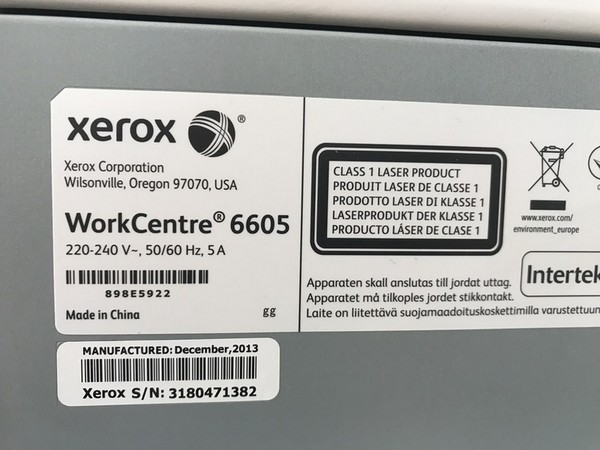 xerox ®
Xerox Corporation
Wilsonville, Oregon 97070, USA
WorkCentre® 6605
220-240 V~, 50/60 Hz, 5 A
898E5922
Made in China
gg
CLASS 1 LASER PRODUCT
PRODUIT LASER DE CLASSE 1
PRODOTTO LASER DI KLASSE 1
LASERPRODUKT DER KLASSE 1
PRODUCTO LÁSER DE CLASE 1
www.xerox.com/
environment_europe
Apparaten skall anslutas till jordat uttag.
Apparatet må tilkoples jordet stikkontakt.
Laite on liitettävä suojamaadoituskoskettimilla varustettuun
Intertek
MANUFACTURED: December,2013
Xerox S/N: 3180471382